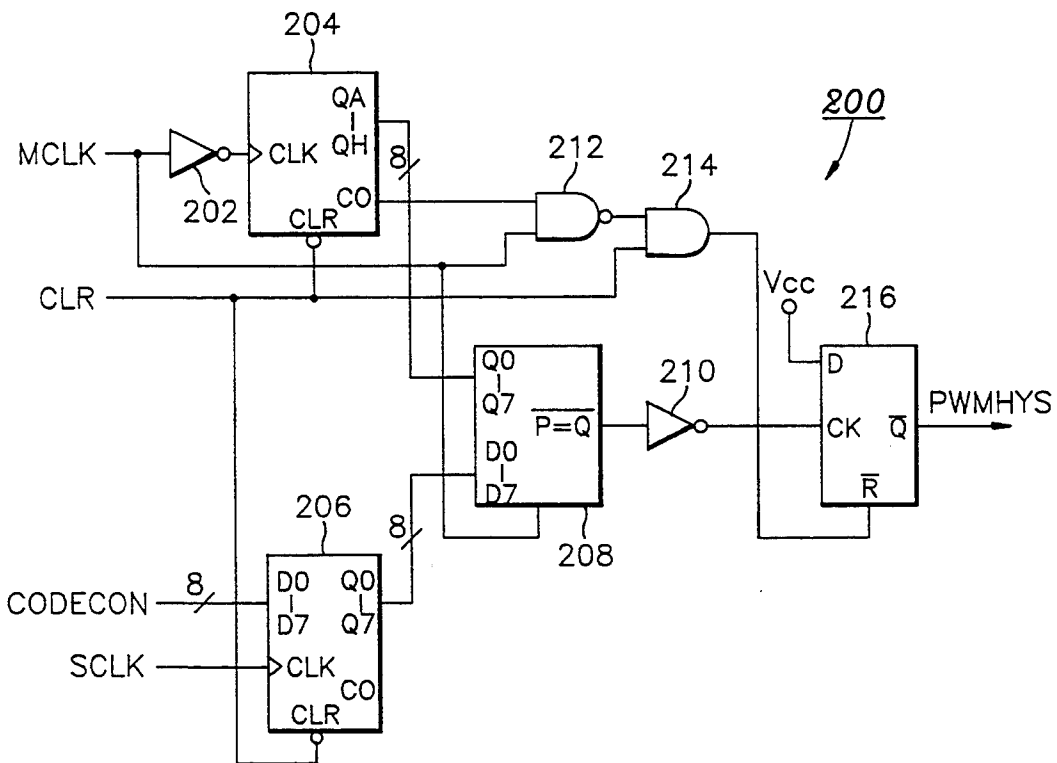 204
200
QA
QH
8
212
214
MCLK
CLK
202
CO
CLR
CLR
Vcc
216
Q0
Q7
210
D
PWMHYS
P=Q
CK
Q
D0
D7
R
206
8
208
8
D0
Q0
CODECON
D7
Q7
SCLK
CLK
CO
CLR